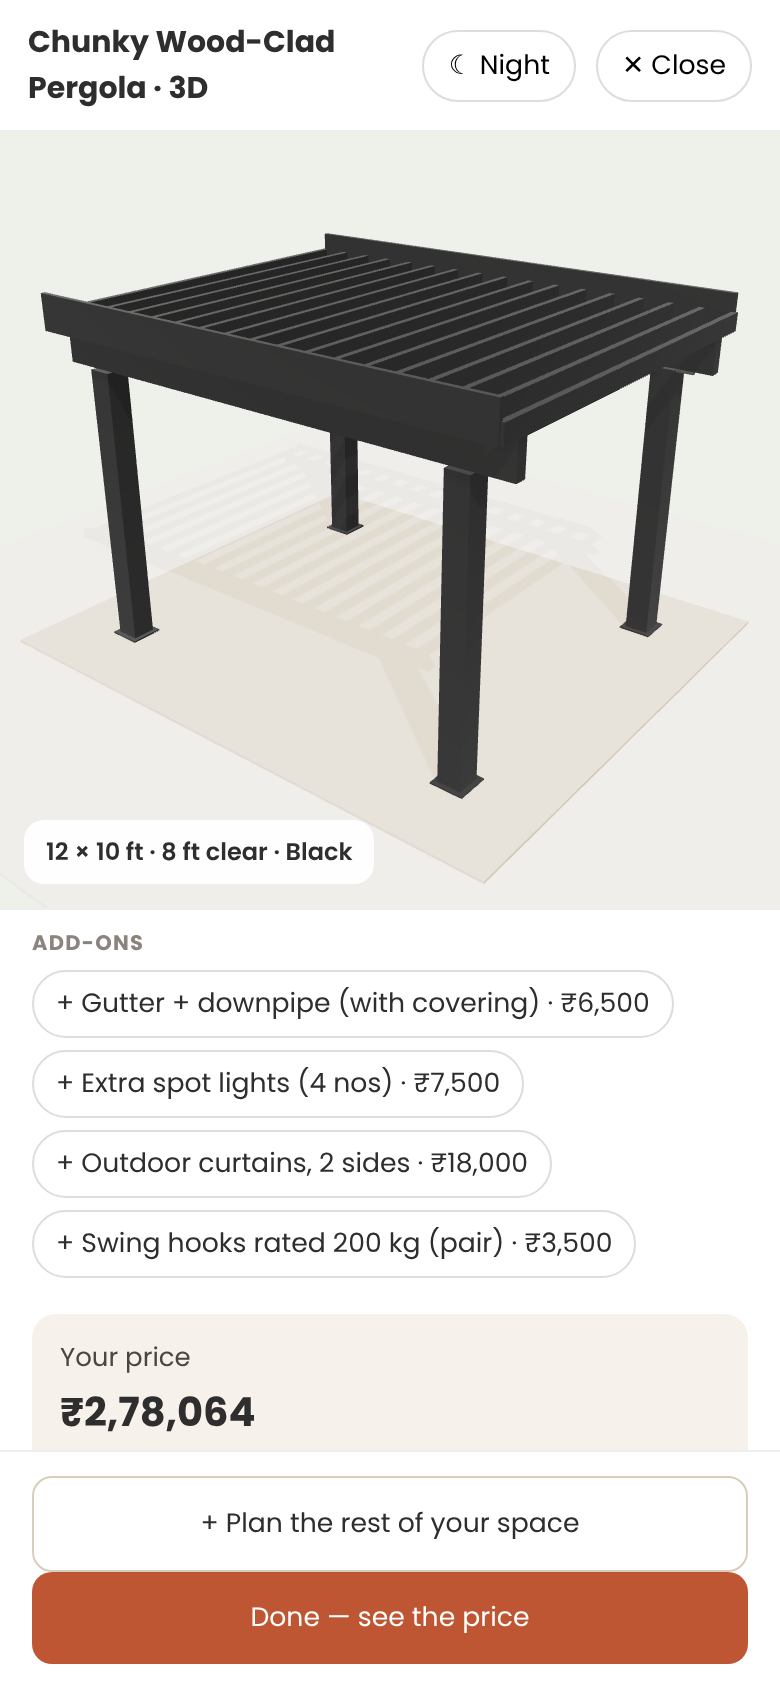 Chunky Wood-Clad
Pergola · 3D
☾ Night
✕ Close
12 × 10 ft · 8 ft clear · Black
ADD-ONS
+ Gutter + downpipe (with covering) · ₹6,500
+ Extra spot lights (4 nos) · ₹7,500
+ Outdoor curtains, 2 sides · ₹18,000
+ Swing hooks rated 200 kg (pair) · ₹3,500
Your price
₹2,78,064
+ Plan the rest of your space
Done — see the price